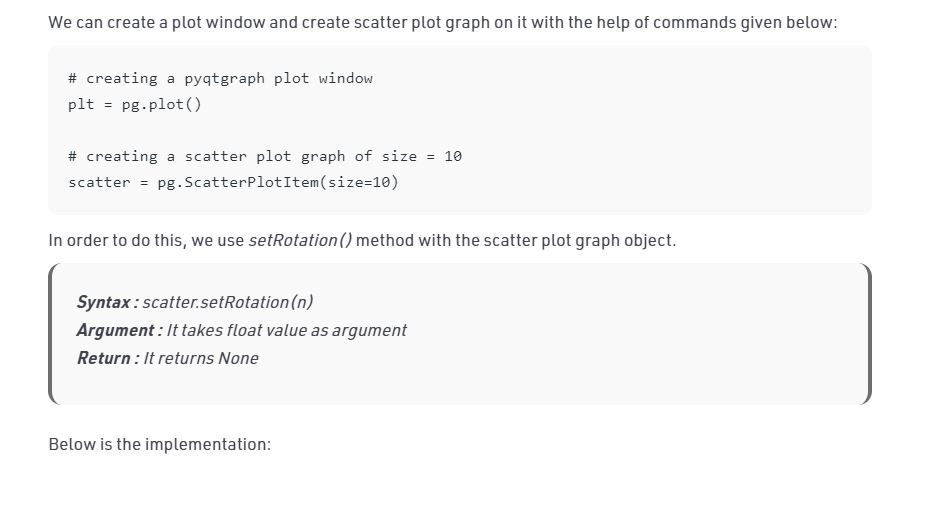 We can create a plot window and create scatter plot graph on it with the help of commands given below:
# creating a pyqtgraph plot window
plt = pg.plot()
# creating a scatter plot graph of size = 10
scatter = pg.ScatterPlotItem(size=10)
In order to do this, we use setRotation() method with the scatter plot graph object.
Syntax : scatter.setRotation(n)
Argument : It takes float value as argument
Return : It returns None
Below is the implementation: